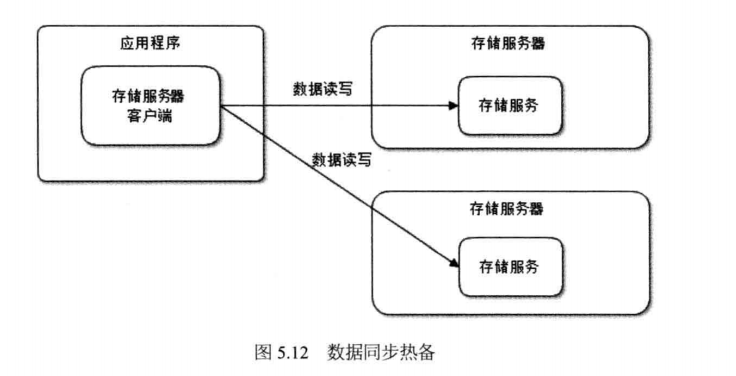 应用程序
存储服务器
客户端
数据读写
数据读写
存储服务器
存储服务
存储服务器
存储服务
图 5.12 数据同步热备